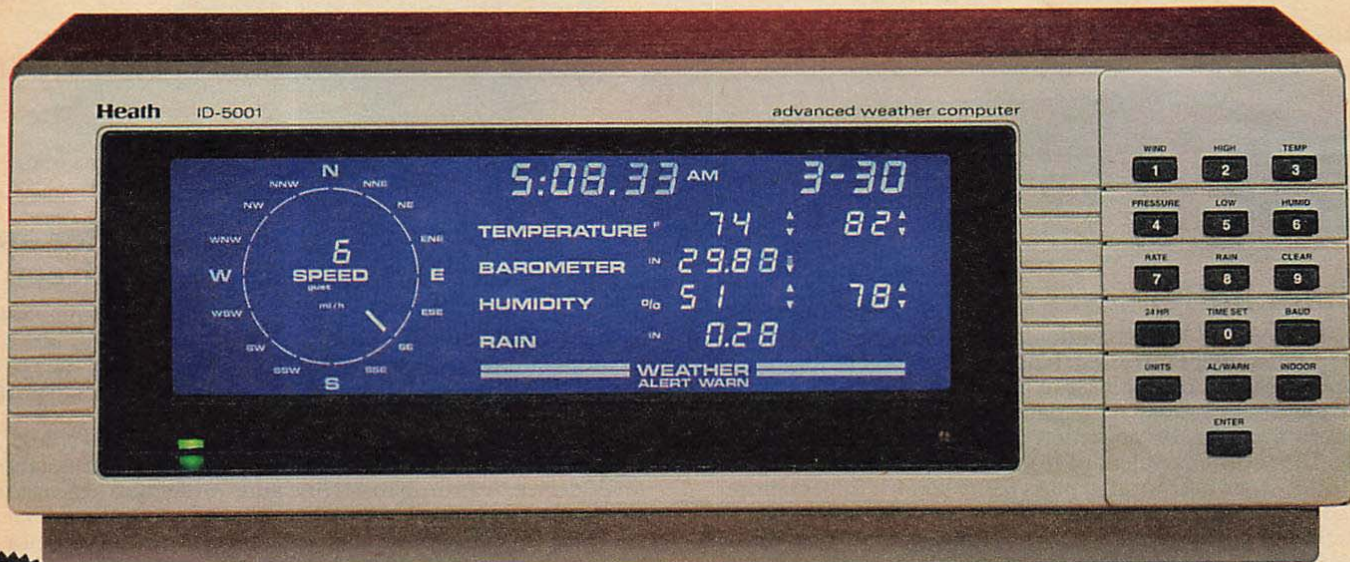 Heath ID-5001 advanced weather computer
N
NNW NNE
NW NE
WNW ENE
W E
WSW ESE
SW SE
SSW SSE
S
6
SPEED
gust
mi/h
5:08.33 AM 3-30
TEMPERATURE °F 74 82
BAROMETER IN 29.88
HUMIDITY % 51 78
RAIN IN 0.28
WEATHER
ALERT WARN
WIND HIGH TEMP
1 2 3
PRESSURE LOW HUMID
4 5 6
RATE RAIN CLEAR
7 8 9
24 HR TIME SET BAUD
0
UNITS AL/WARN INDOOR
ENTER